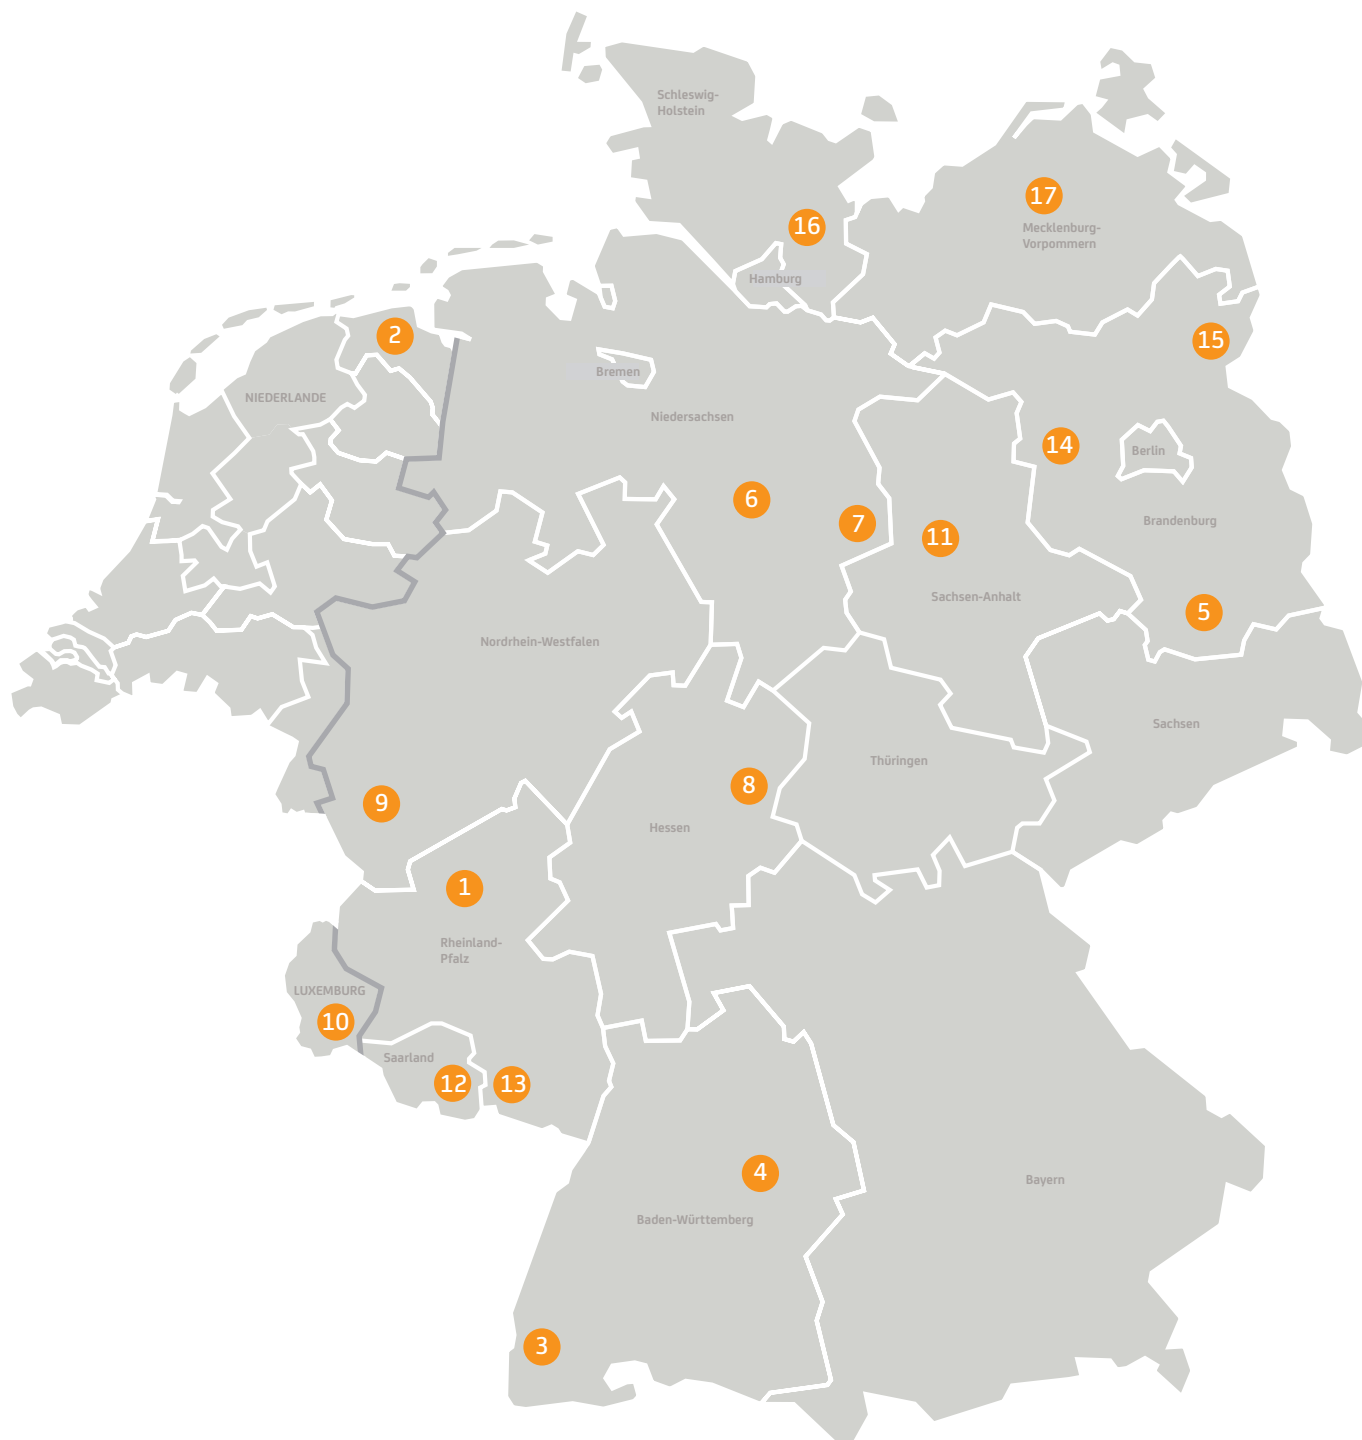 Schleswig-
Holstein
17
16
Mecklenburg-
Vorpommern
Hamburg
2
15
Bremen
NIEDERLANDE
Niedersachsen
14
Berlin
6
7
11
Brandenburg
Sachsen-Anhalt
5
Nordrhein-Westfalen
Sachsen
Thüringen
8
9
Hessen
1
Rheinland-
Pfalz
LUXEMBURG
10
Saarland
12
13
4
Bayern
Baden-Württemberg
3